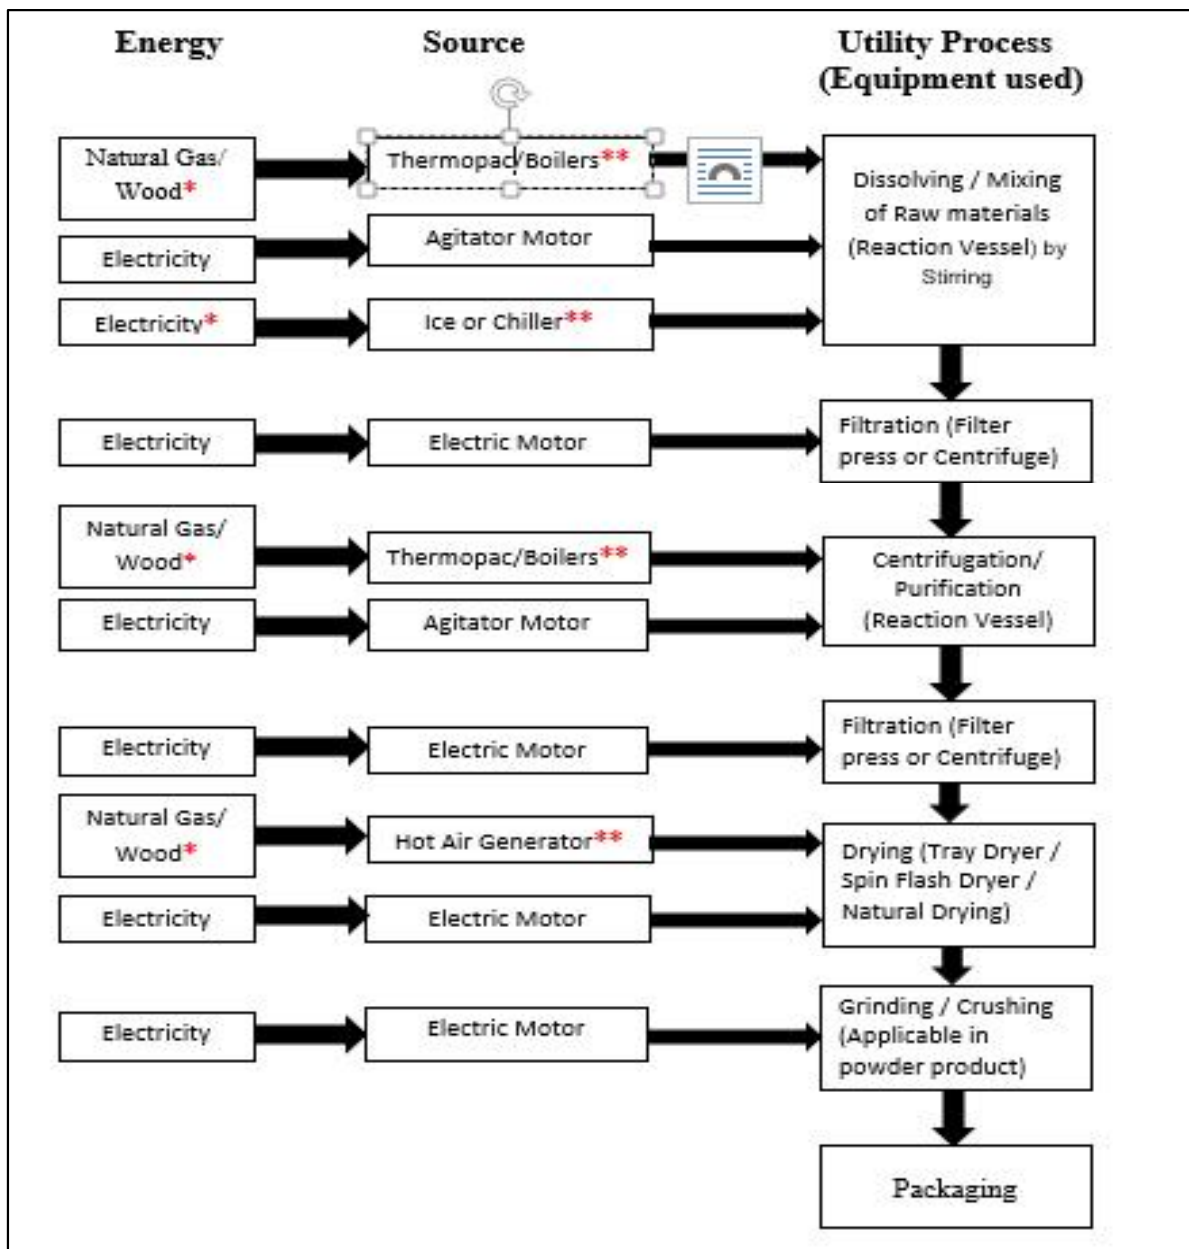 Energy
Source
Utility Process
(Equipment used)
Natural Gas/
Wood*
Thermopac/Boilers**
Dissolving / Mixing
of Raw materials
(Reaction Vessel) by
Stirring
Electricity
Agitator Motor
Electricity*
Ice or Chiller**
Electricity
Electric Motor
Filtration (Filter
press or Centrifuge)
Natural Gas/
Wood*
Thermopac/Boilers**
Centrifugation/
Purification
(Reaction Vessel)
Electricity
Agitator Motor
Electricity
Electric Motor
Filtration (Filter
press or Centrifuge)
Natural Gas/
Wood*
Hot Air Generator**
Drying (Tray Dryer /
Spin Flash Dryer /
Natural Drying)
Electricity
Electric Motor
Electricity
Electric Motor
Grinding / Crushing
(Applicable in
powder product)
Packaging